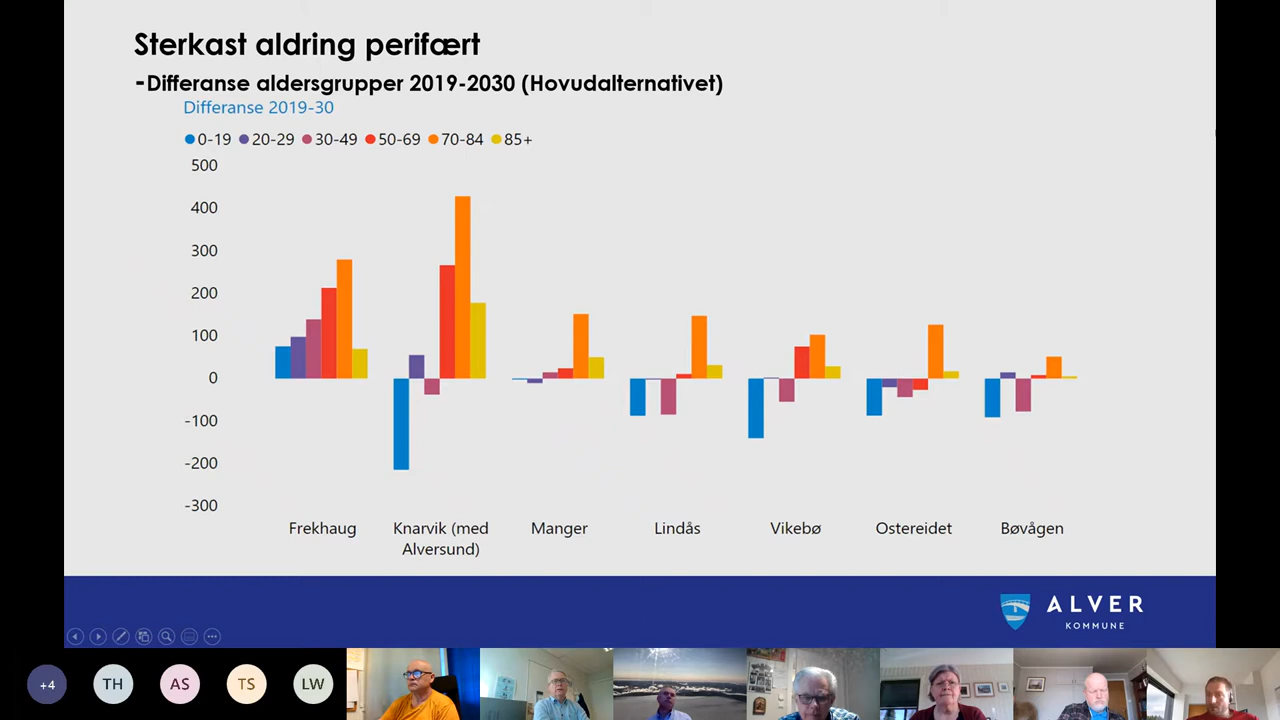 Sterkast aldring perifært
-Differanse aldersgrupper 2019-2030 (Hovudalternativet)
Differanse 2019-30
0-19 20-29 30-49 50-69 70-84 85+
500
400
300
200
100
0
-100
-200
-300
Frekhaug Knarvik (med Alversund) Manger Lindås Vikebø Ostereidet Bøvågen
ALVER
KOMMUNE
+4 TH AS TS LW